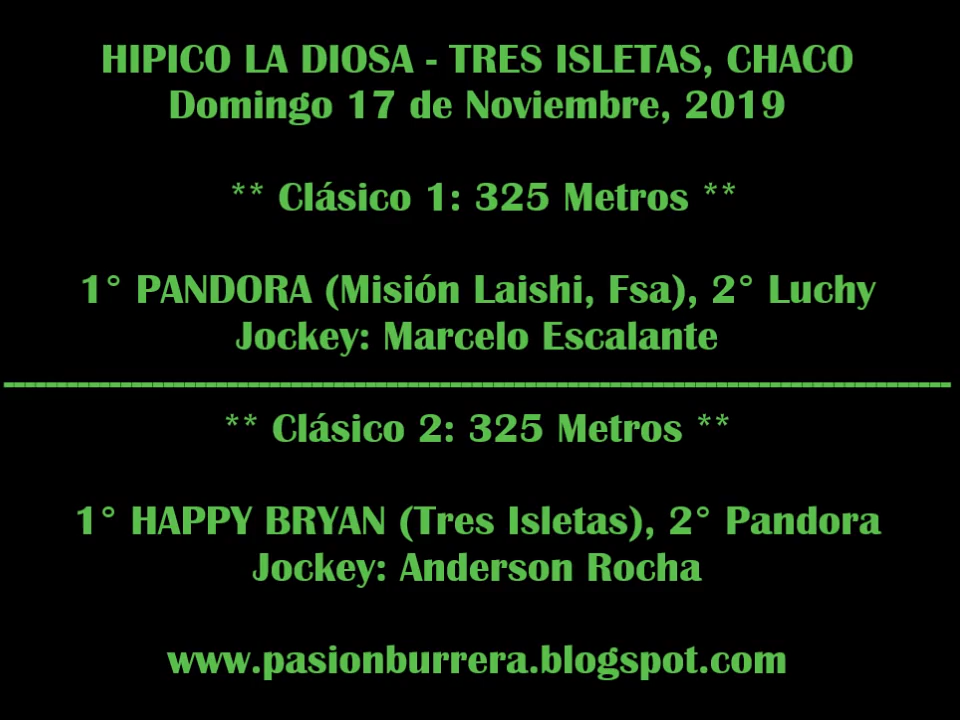 HIPICO LA DIOSA - TRES ISLETAS, CHACO
Domingo 17 de Noviembre, 2019
** Clásico 1: 325 Metros **
1° PANDORA (Misión Laishi, Fsa), 2° Luchy
Jockey: Marcelo Escalante
--------------------------------------------------------------------------------
** Clásico 2: 325 Metros **
1° HAPPY BRYAN (Tres Isletas), 2° Pandora
Jockey: Anderson Rocha
www.pasionburrera.blogspot.com